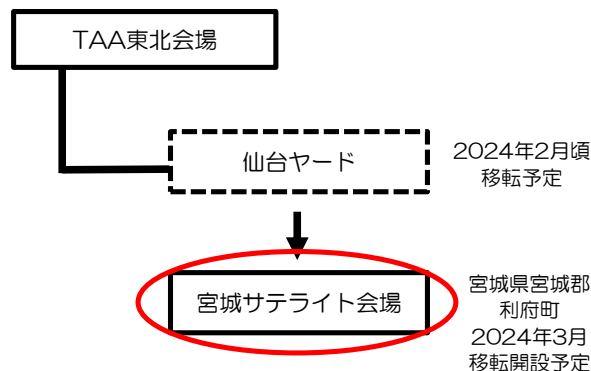 TAA東北会場
仙台ヤード
2024年2月頃
移転予定
宮城サテライト会場
宮城県宮城郡
利府町
2024年3月
移転開設予定